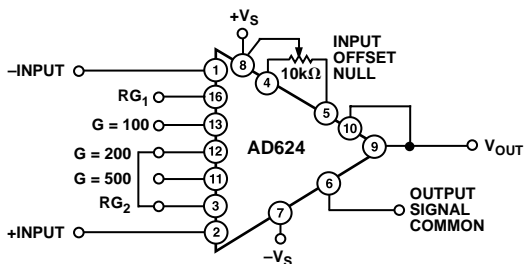 +VS
–INPUT
1
8
10kΩ
INPUT
OFFSET
NULL
4
RG1
16
5
G = 100
13
10
G = 200
12
AD624
9
VOUT
G = 500
11
6
RG2
3
7
OUTPUT
SIGNAL
COMMON
+INPUT
2
–VS